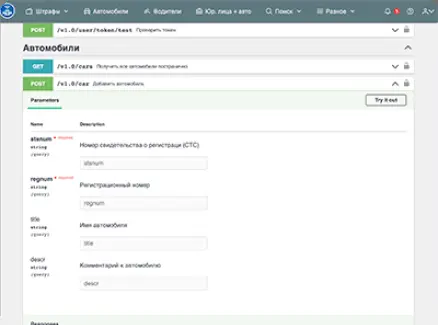 Штрафы Автомобили Водители Юр. лица + авто Поиск Разное
POST /v1.0/user/token/test Проверить токен
Автомобили
GET /v1.0/cars Получить все автомобили постранично
POST /v1.0/car Добавить автомобиль
Parameters Try it out
Name Description
stsnum * required
string
(query)
Номер свидетельства о регистраци (СТС)
stsnum
regnum * required
string
(query)
Регистрационный номер
regnum
title
string
(query)
Имя автомобиля
title
descr
string
(query)
Комментарий к автомобилю
descr
Responses